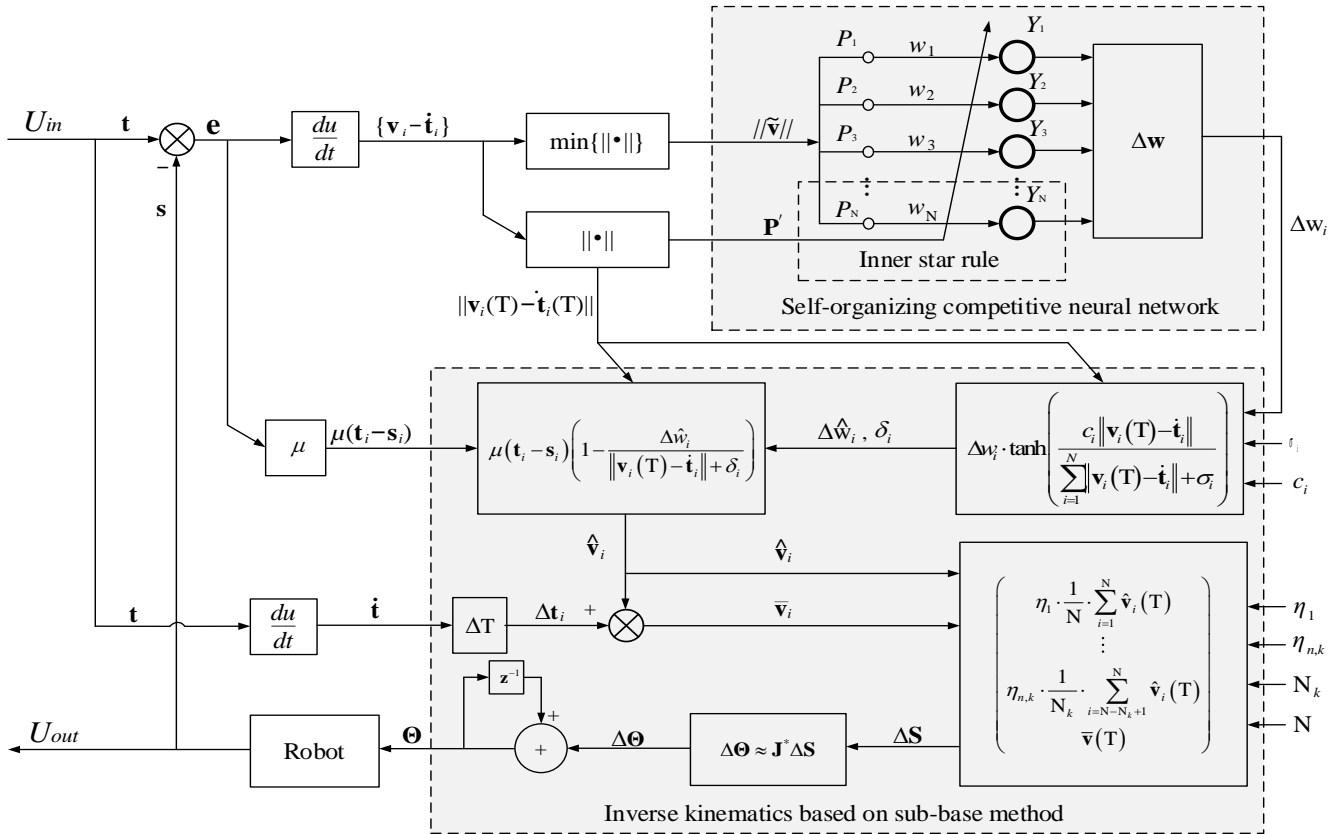 U_in
t
e
−
s
du/dt
{v_i − ṫ_i}
min{||•||}
||ṽ||
||•||
P′
||v_i(T) − ṫ_i(T)||
P_1 w_1 Y_1
P_2 w_2 Y_2
P_3 w_3 Y_3
⋮ ⋮
P_N w_N Y_N
Δw
Inner star rule
Self-organizing competitive neural network
Δw_i
μ
μ(t_i − s_i)
μ(t_i − s_i)(1 − Δŵ_i / (||v_i(T) − ṫ_i|| + δ_i))
Δŵ_i , δ_i
Δw_i · tanh(c_i ||v_i(T) − ṫ_i|| / (∑_{i=1}^{N} ||v_i(T) − ṫ_i|| + σ_i))
c_i
v̂_i
v̂_i
t
du/dt
ṫ
ΔT
Δt_i
+
v̄_i
η_1 · 1/N · ∑_{i=1}^{N} v̂_i(T)
⋮
η_{n,k} · 1/N_k · ∑_{i=N−N_k+1}^{N} v̂_i(T)
v̄(T)
η_1
η_{n,k}
N_k
N
z^{-1}
+
+
U_out
Robot
Θ
ΔΘ
ΔΘ ≈ J^* ΔS
ΔS
Inverse kinematics based on sub-base method